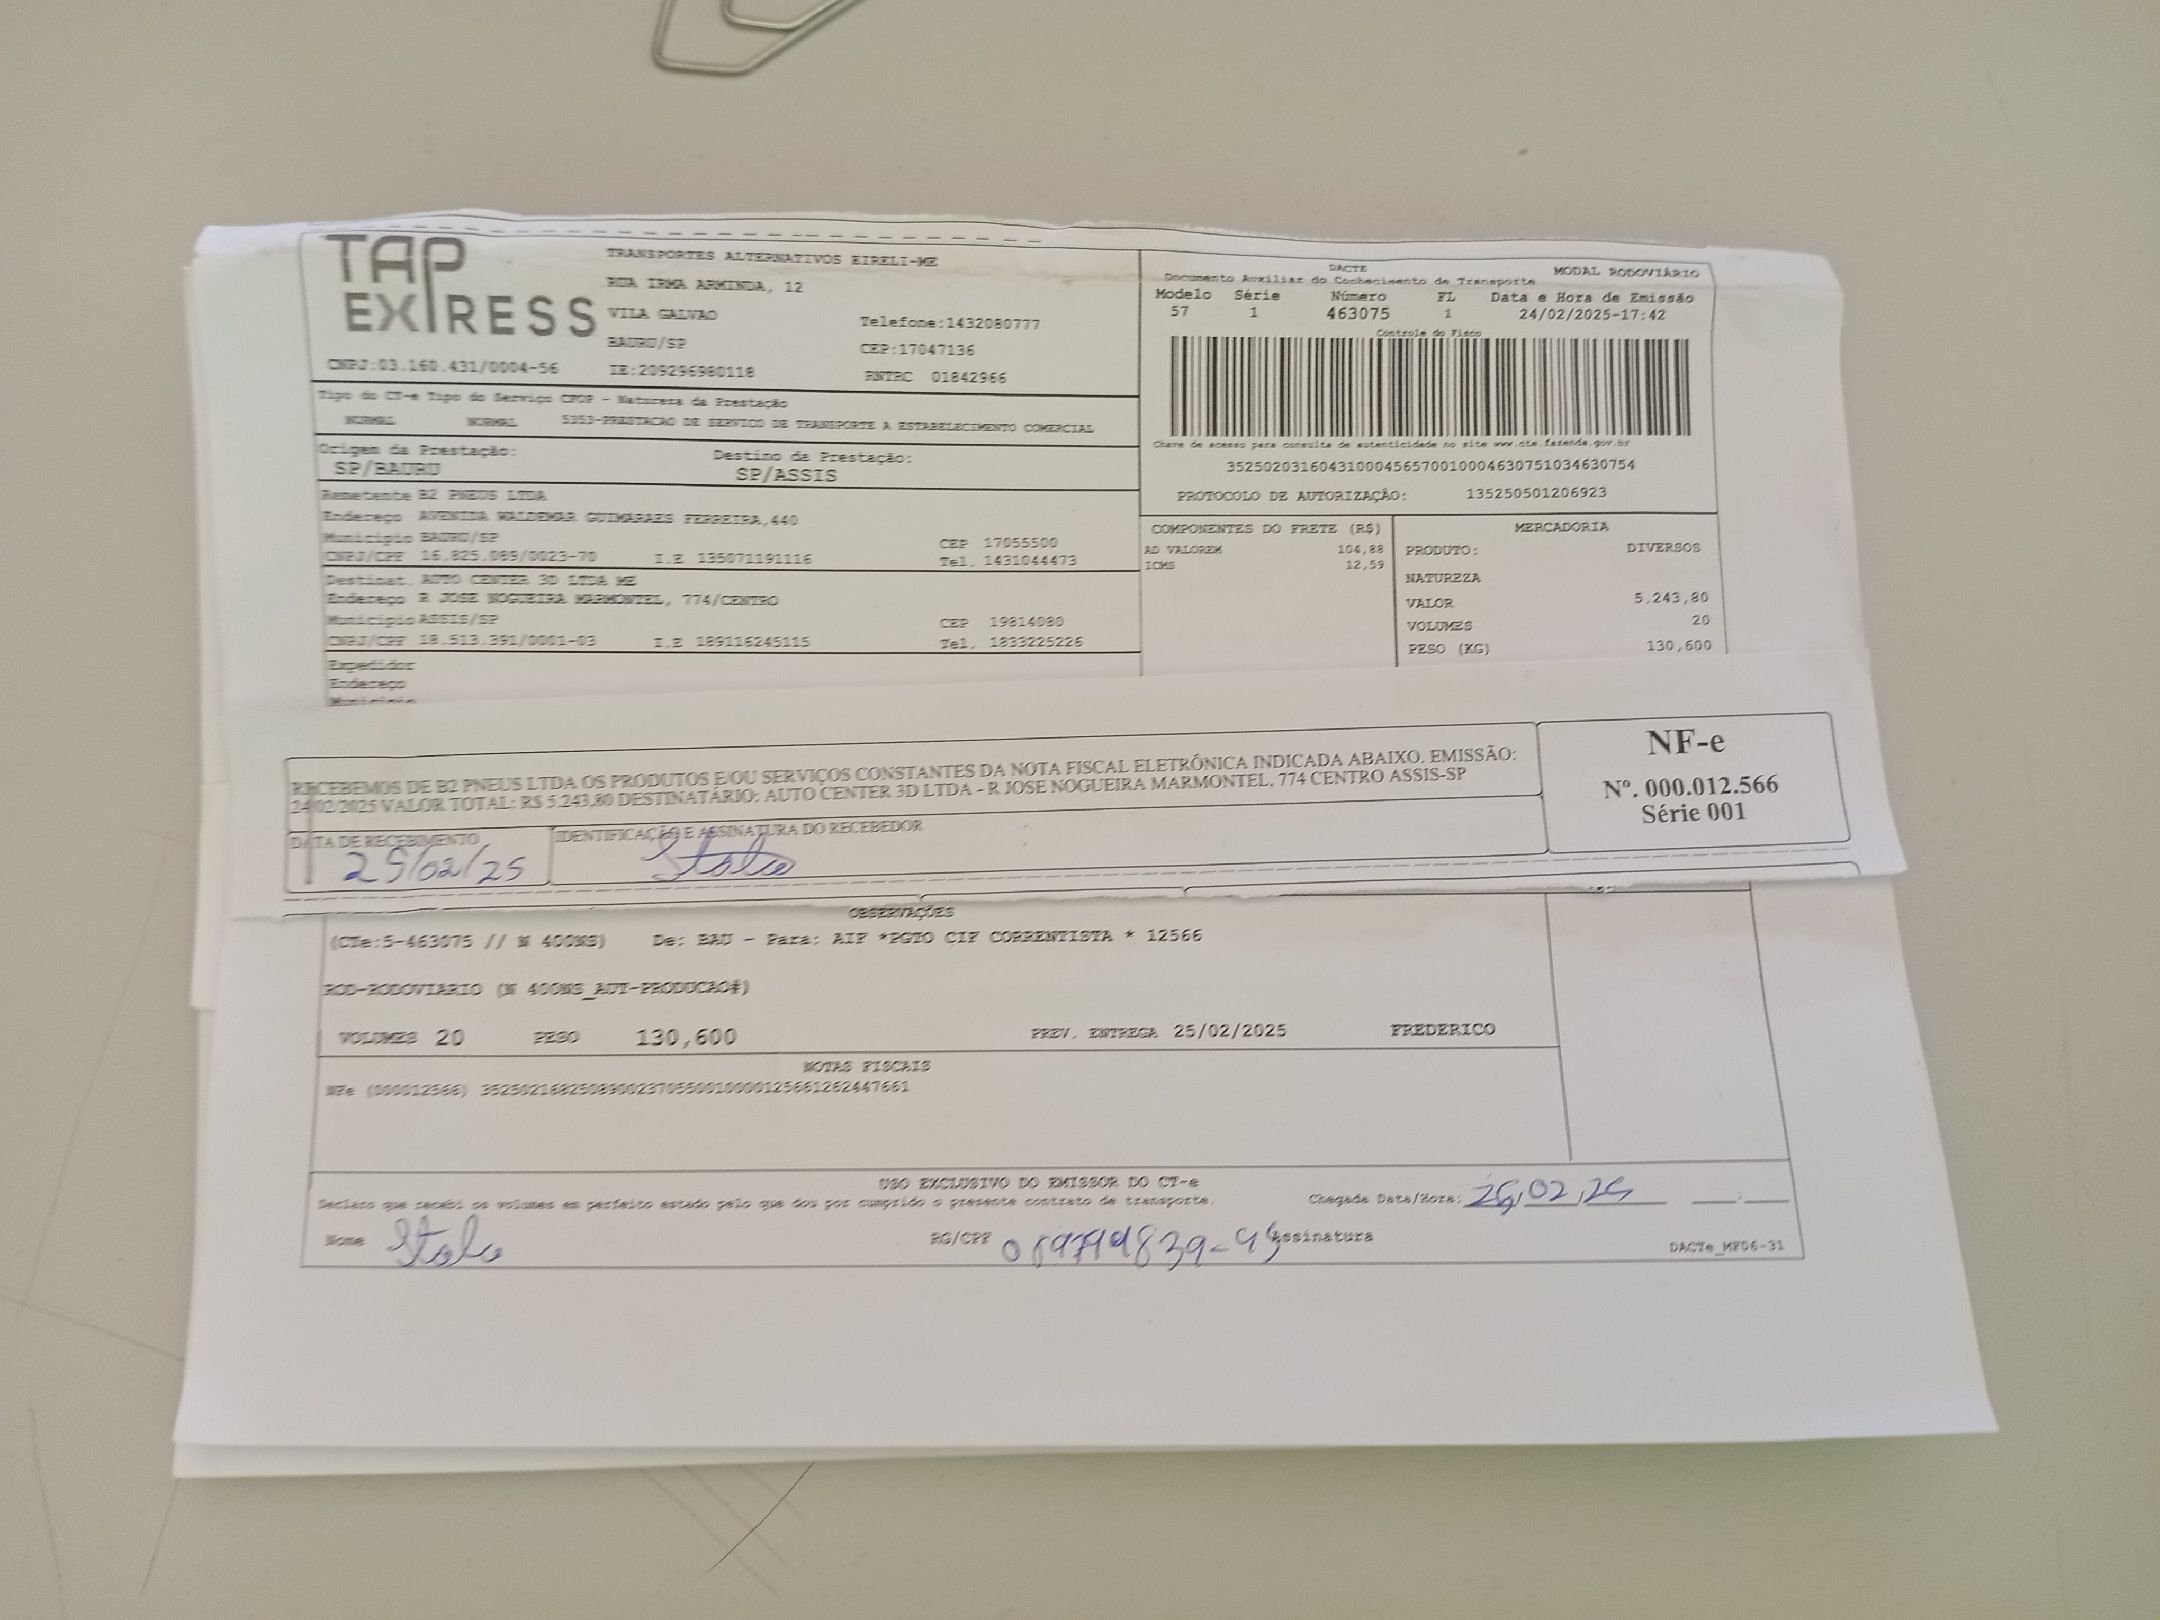 TAP EXPRESS
TRANSPORTES ALTERNATIVOS EIRELI-ME
RUA IRMA ARMINDA, 12
VILA GALVAO
Telefone:1432080777
BAURU/SP
CEP:17047136
CNPJ:03.160.431/0004-56 IE:209296980118 RNTRC 01842966
DACTE MODAL RODOVIÁRIO
Documento Auxiliar do Conhecimento de Transporte
Modelo Série Número FL Data e Hora de Emissão
57 1 463075 1 24/02/2025-17:42
Controle do Fisco
Chave de acesso para consulta de autenticidade no site www.cte.fazenda.gov.br
35250203160431000456570010004630751034630754
PROTOCOLO DE AUTORIZAÇÃO: 135250501206923
Tipo do CT-e Tipo do Serviço CFOP - Natureza da Prestação
NORMAL NORMAL 5353-PRESTACAO DE SERVICO DE TRANSPORTE A ESTABELECIMENTO COMERCIAL
Origem da Prestação: Destino da Prestação:
SP/BAURU SP/ASSIS
Remetente B2 PNEUS LTDA
Endereço AVENIDA WALDEMAR GUIMARAES FERREIRA,440
Municipio BAURU/SP CEP 17055500
CNPJ/CPF 16.825.089/0023-70 I.E 135071191116 Tel. 1431044473
Destinat. AUTO CENTER 3D LTDA ME
Endereço R JOSE NOGUEIRA MARMONTEL, 774/CENTRO
Municipio ASSIS/SP CEP 19814080
CNPJ/CPF 18.513.391/0001-03 I.E 189116245115 Tel. 1833225226
Expedidor
Endereço
Municipio
COMPONENTES DO FRETE (R$)
AD VALOREM 104,88
ICMS 12,59
MERCADORIA
PRODUTO: DIVERSOS
NATUREZA
VALOR 5.243,80
VOLUMES 20
PESO (KG) 130,600
RECEBEMOS DE B2 PNEUS LTDA OS PRODUTOS E/OU SERVIÇOS CONSTANTES DA NOTA FISCAL ELETRÔNICA INDICADA ABAIXO. EMISSÃO:
24/02/2025 VALOR TOTAL: R$ 5.243,80 DESTINATÁRIO: AUTO CENTER 3D LTDA - R JOSE NOGUEIRA MARMONTEL, 774 CENTRO ASSIS-SP
DATA DE RECEBIMENTO IDENTIFICAÇÃO E ASSINATURA DO RECEBEDOR
25/02/25
NF-e
Nº. 000.012.566
Série 001
OBSERVAÇÕES
(CTe:5-463075 // N 400NS) De: BAU - Para: AIF *PGTO CIF CORRENTISTA * 12566
ROD-RODOVIARIO (N 400NS_AUT-PRODUCAO#)
VOLUMES 20 PESO 130,600 PREV. ENTREGA 25/02/2025 FREDERICO
NOTAS FISCAIS
NFe (000012566) 35250216825089002370550010000125661262447661
USO EXCLUSIVO DO EMISSOR DO CT-e
Declaro que recebi os volumes em perfeito estado pelo que dou por cumprido o presente contrato de transporte. Chegada Data/Hora:
Nome RG/CPF Assinatura
DACTe_MF06-31